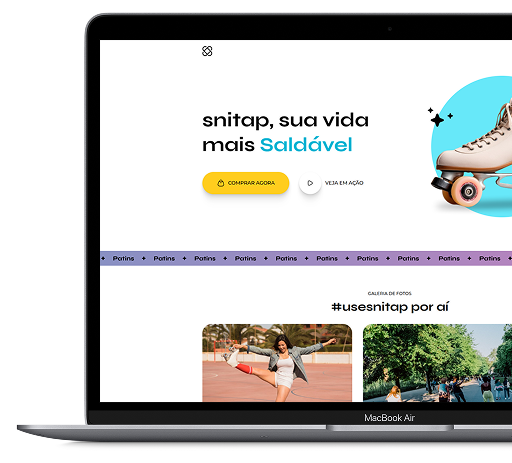 snitap, sua vida
mais Saldável
COMPRAR AGORA
VEJA EM AÇÃO
Patins + Patins + Patins + Patins + Patins + Patins + Patins + Patins + Patins + Patins +
GALERIA DE FOTOS
#usesnitap por aí
MacBook Air